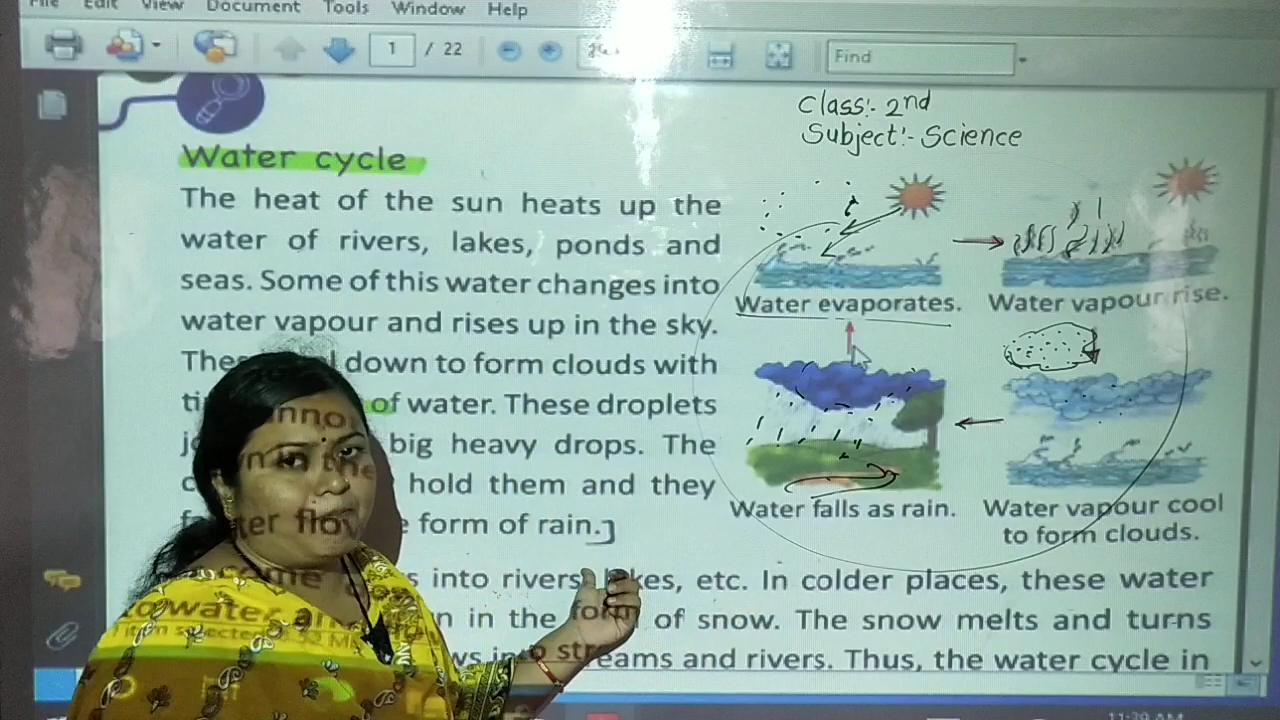 File Edit View Document Tools Window Help
1 / 22
Find
Class:- 2nd
Subject:- Science
Water cycle
The heat of the sun heats up the
water of rivers, lakes, ponds and
seas. Some of this water changes into
water vapour and rises up in the sky.
down to form clouds with
of water. These droplets
big heavy drops. The
hold them and they
form of rain.
into rivers, lakes, etc. In colder places, these water
in the form of snow. The snow melts and turns
into streams and rivers. Thus, the water cycle in
Water evaporates.
Water vapour rise.
Water falls as rain.
Water vapour cool
to form clouds.
11:29 AM